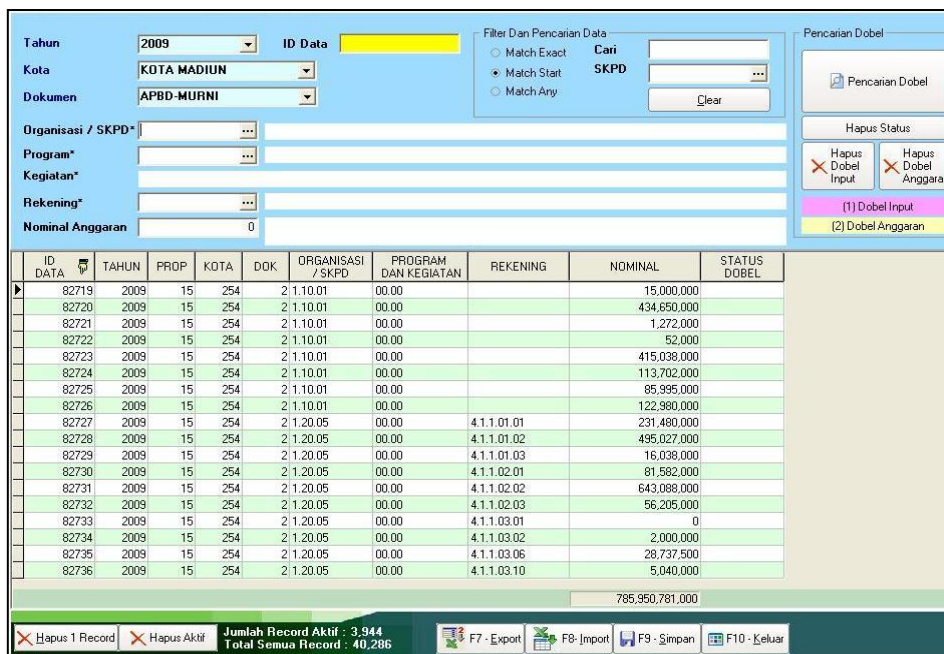 Tahun 2009 ID Data
Kota KOTA MADIUN
Dokumen APBD-MURNI
Filter Dan Pencarian Data
Match Exact Cari
Match Start SKPD ...
Match Any Clear
Pencarian Dobel
Pencarian Dobel
Hapus Status
Hapus Dobel Input
Hapus Dobel Anggara
(1) Dobel Input
(2) Dobel Anggaran
Organisasi / SKPD* ...
Program* ...
Kegiatan*
Rekening* ...
Nominal Anggaran 0
ID DATA TAHUN PROP KOTA DOK ORGANISASI / SKPD PROGRAM DAN KEGIATAN REKENING NOMINAL STATUS DOBEL
82719 2009 15 254 2 1.10.01 00.00 15,000,000
82720 2009 15 254 2 1.10.01 00.00 434,650,000
82721 2009 15 254 2 1.10.01 00.00 1,272,000
82722 2009 15 254 2 1.10.01 00.00 52,000
82723 2009 15 254 2 1.10.01 00.00 415,038,000
82724 2009 15 254 2 1.10.01 00.00 113,702,000
82725 2009 15 254 2 1.10.01 00.00 85,995,000
82726 2009 15 254 2 1.10.01 00.00 122,980,000
82727 2009 15 254 2 1.20.05 00.00 4.1.1.01.01 231,480,000
82728 2009 15 254 2 1.20.05 00.00 4.1.1.01.02 495,027,000
82729 2009 15 254 2 1.20.05 00.00 4.1.1.01.03 16,038,000
82730 2009 15 254 2 1.20.05 00.00 4.1.1.02.01 81,582,000
82731 2009 15 254 2 1.20.05 00.00 4.1.1.02.02 643,088,000
82732 2009 15 254 2 1.20.05 00.00 4.1.1.02.03 56,205,000
82733 2009 15 254 2 1.20.05 00.00 4.1.1.03.01 0
82734 2009 15 254 2 1.20.05 00.00 4.1.1.03.02 2,000,000
82735 2009 15 254 2 1.20.05 00.00 4.1.1.03.06 28,737,500
82736 2009 15 254 2 1.20.05 00.00 4.1.1.03.10 5,040,000
785,950,781,000
Hapus 1 Record Hapus Aktif
Jumlah Record Aktif : 3,944
Total Semua Record : 40,286
F7 - Export F8- Import F9 - Simpan F10 - Keluar